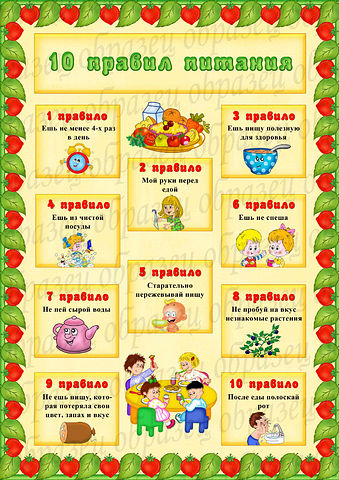 10 правил питания
1 правило
Ешь не менее 4-х раз
в день
2 правило
Мой руки перед
едой
3 правило
Ешь пищу полезную
для здоровья
4 правило
Ешь из чистой
посуды
5 правило
Старательно
пережевывай пищу
6 правило
Ешь не спеша
7 правило
Не пей сырой воды
8 правило
Не пробуй на вкус
незнакомые растения
9 правило
Не ешь пищу, кото-
рая потеряла свои
цвет, запах и вкус
10 правило
После еды полоскай
рот
образец